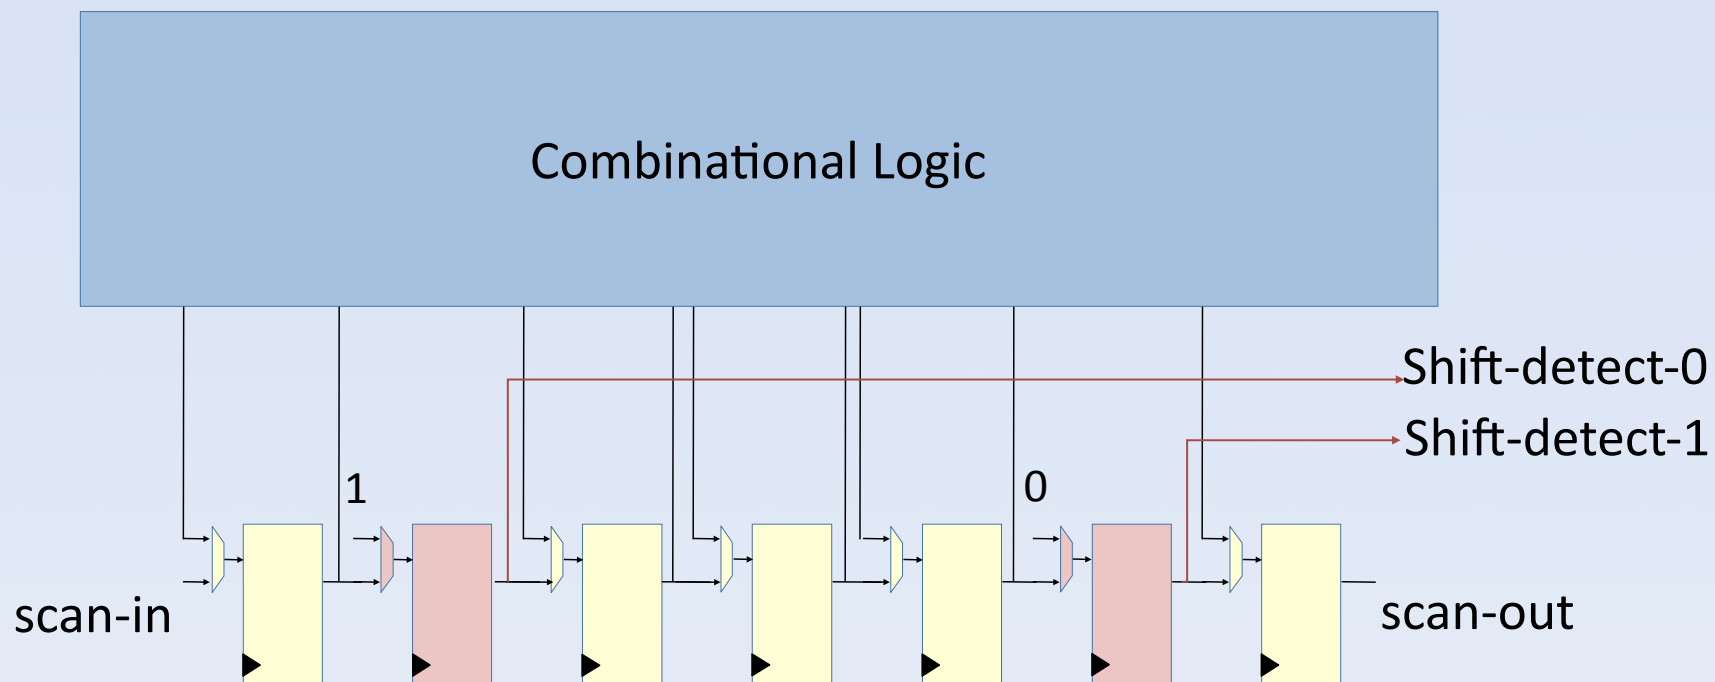 Combinational Logic
Shift-detect-0
Shift-detect-1
1
0
scan-in
scan-out